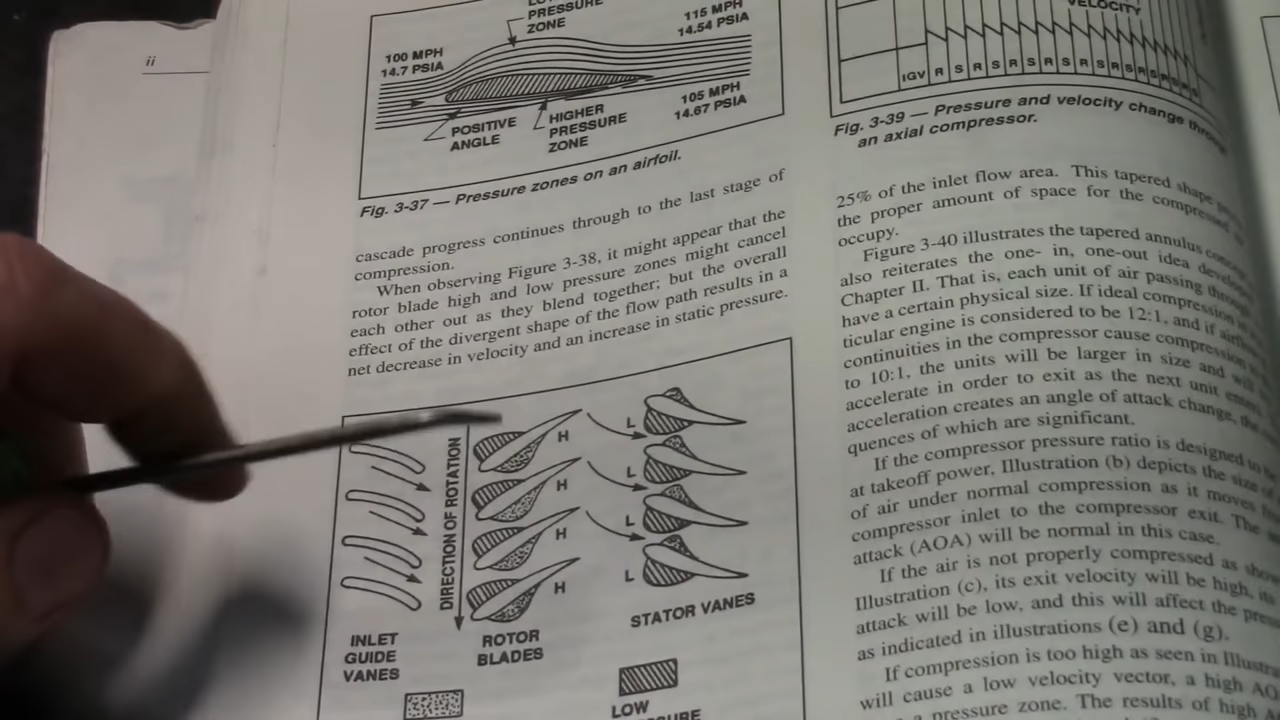 ii
PRESSURE
ZONE
100 MPH
14.7 PSIA
115 MPH
14.54 PSIA
105 MPH
14.67 PSIA
POSITIVE
ANGLE
HIGHER
PRESSURE
ZONE
Fig. 3-37 — Pressure zones on an airfoil.
cascade progress continues through to the last stage of
compression.
When observing Figure 3-38, it might appear that the
rotor blade high and low pressure zones might cancel
each other out as they blend together; but the overall
effect of the divergent shape of the flow path results in a
net decrease in velocity and an increase in static pressure.
DIRECTION OF ROTATION
H
H
H
H
L
L
L
L
INLET
GUIDE
VANES
ROTOR
BLADES
STATOR VANES
LOW
VELOCITY
IGV R S R S R S R S R S R S R S
Fig. 3-39 — Pressure and velocity change through
an axial compressor.
25% of the inlet flow area. This tapered shape
the proper amount of space for the compressed
occupy.
Figure 3-40 illustrates the tapered annulus
also reiterates the one- in, one-out idea
Chapter II. That is, each unit of air passing through
have a certain physical size. If ideal compression
ticular engine is considered to be 12:1, and if
continuities in the compressor cause compression
to 10:1, the units will be larger in size and will
accelerate in order to exit as the next unit
acceleration creates an angle of attack change, the
quences of which are significant.
If the compressor pressure ratio is designed
at takeoff power, Illustration (b) depicts the size of
of air under normal compression as it moves
compressor inlet to the compressor exit. The
attack (AOA) will be normal in this case.
If the air is not properly compressed as
Illustration (c), its exit velocity will be high,
attack will be low, and this will affect the
as indicated in illustrations (e) and (g).
If compression is too high as seen in
will cause a low velocity vector, a high
pressure zone. The results of high